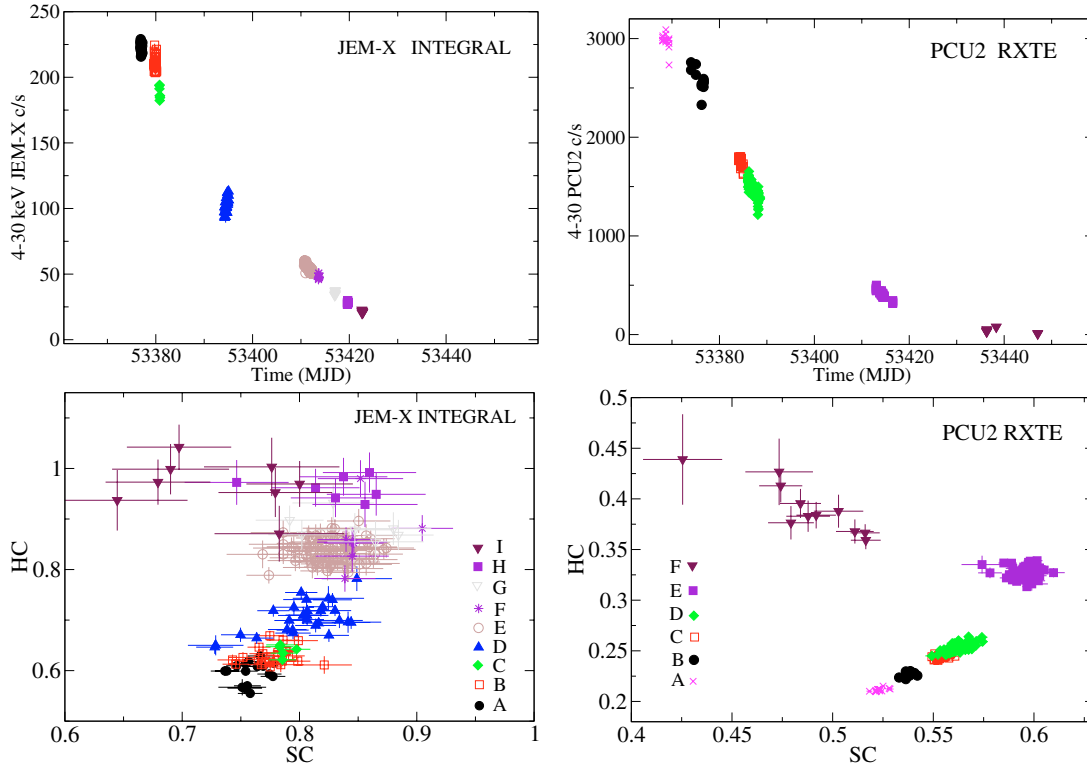 JEM-X INTEGRAL
4-30 keV JEM-X c/s
250
200
150
100
50
0
53380
53400
53420
53440
Time (MJD)
PCU2 RXTE
4-30 PCU2 c/s
3000
2000
1000
0
53380
53400
53420
53440
Time (MJD)
JEM-X INTEGRAL
HC
1
0.8
0.6
I
H
G
F
E
D
C
B
A
0.6
0.7
0.8
0.9
1
SC
PCU2 RXTE
HC
0.5
0.45
0.4
0.35
0.3
0.25
0.2
F
E
D
C
B
A
0.4
0.45
0.5
0.55
0.6
SC